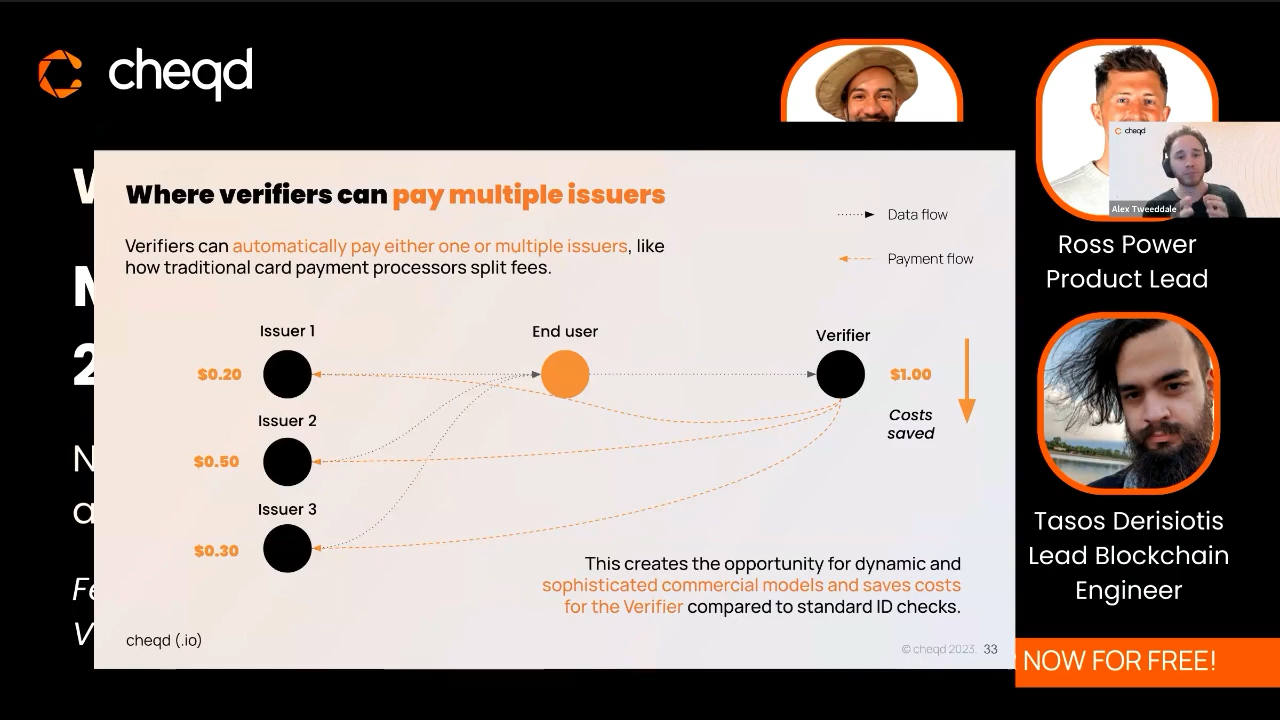 cheqd
cheqd
Alex Tweeddale
Ross Power
Product Lead
Tasos Derisiotis
Lead Blockchain
Engineer
NOW FOR FREE!
Where verifiers can pay multiple issuers
Verifiers can automatically pay either one or multiple issuers, like
how traditional card payment processors split fees.
Data flow
Payment flow
Issuer 1
End user
Verifier
$0.20
$1.00
Costs
saved
Issuer 2
$0.50
Issuer 3
$0.30
This creates the opportunity for dynamic and
sophisticated commercial models and saves costs
for the Verifier compared to standard ID checks.
cheqd (.io)
© cheqd 2023. 33